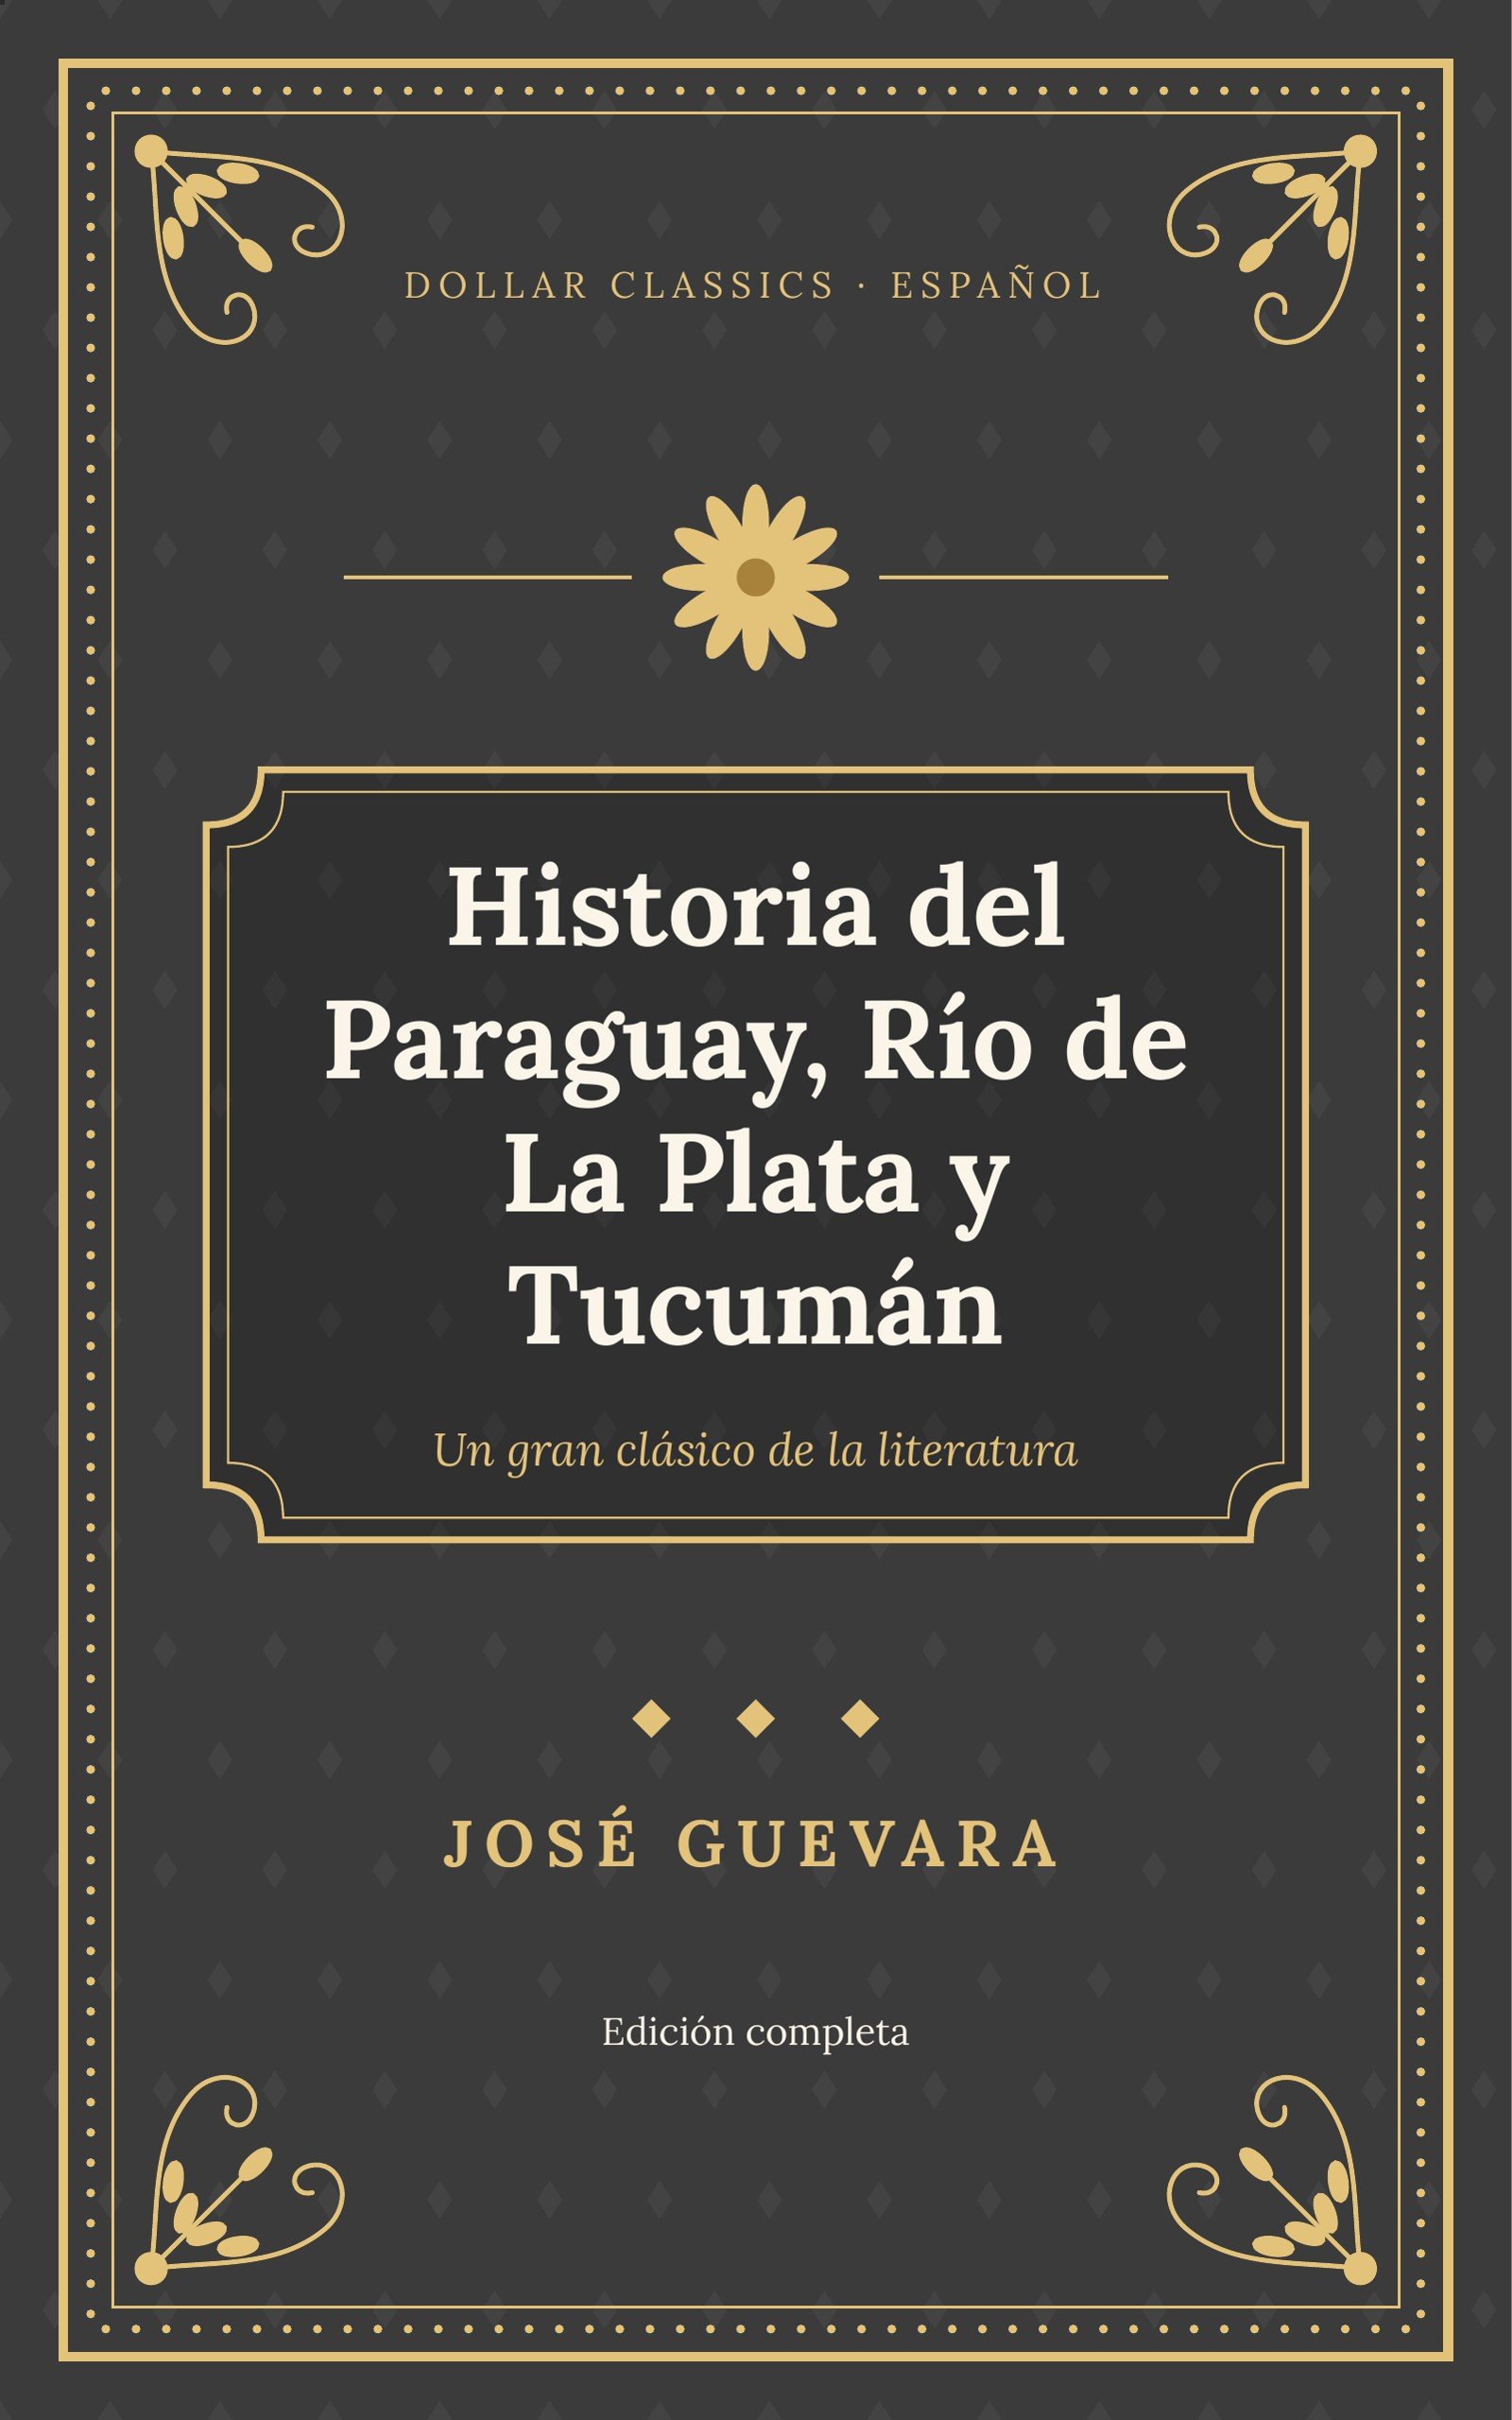 DOLLAR CLASSICS · ESPAÑOL
Historia del
Paraguay, Río de
La Plata y
Tucumán
Un gran clásico de la literatura
JOSÉ GUEVARA
Edición completa